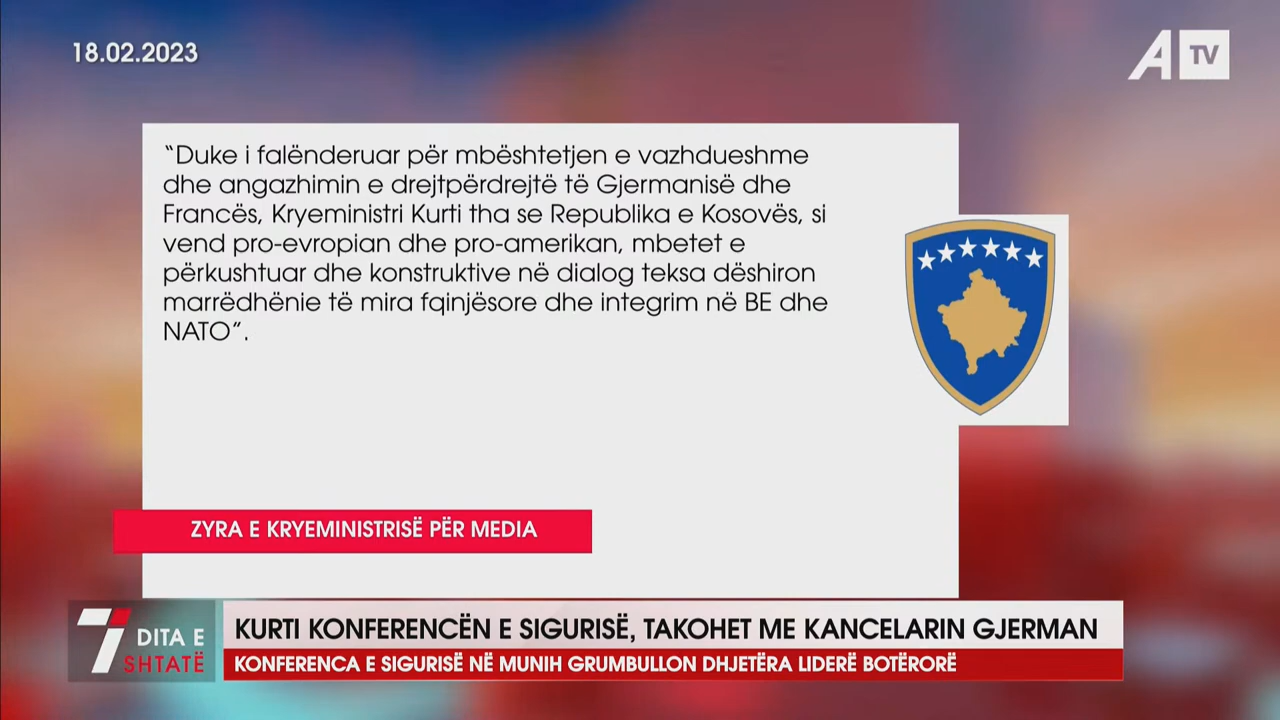 18.02.2023
A TV
“Duke i falënderuar për mbështetjen e vazhdueshme
dhe angazhimin e drejtpërdrejtë të Gjermanisë dhe
Francës, Kryeministri Kurti tha se Republika e Kosovës, si
vend pro-evropian dhe pro-amerikan, mbetet e
përkushtuar dhe konstruktive në dialog teksa dëshiron
marrëdhënie të mira fqinjësore dhe integrim në BE dhe
NATO”.
ZYRA E KRYEMINISTRISË PËR MEDIA
7 DITA E
SHTATË
KURTI KONFERENCËN E SIGURISË, TAKOHET ME KANCELARIN GJERMAN
KONFERENCA E SIGURISË NË MUNIH GRUMBULLON DHJETËRA LIDERË BOTËRORË